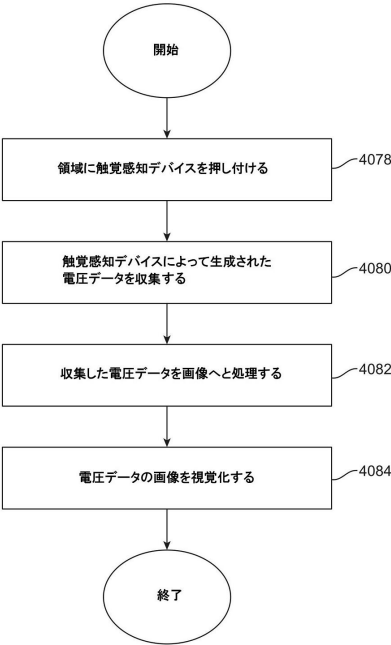 開始
領域に触覚感知デバイスを押し付ける
4078
触覚感知デバイスによって生成された
電圧データを収集する
4080
収集した電圧データを画像へと処理する
4082
電圧データの画像を視覚化する
4084
終了